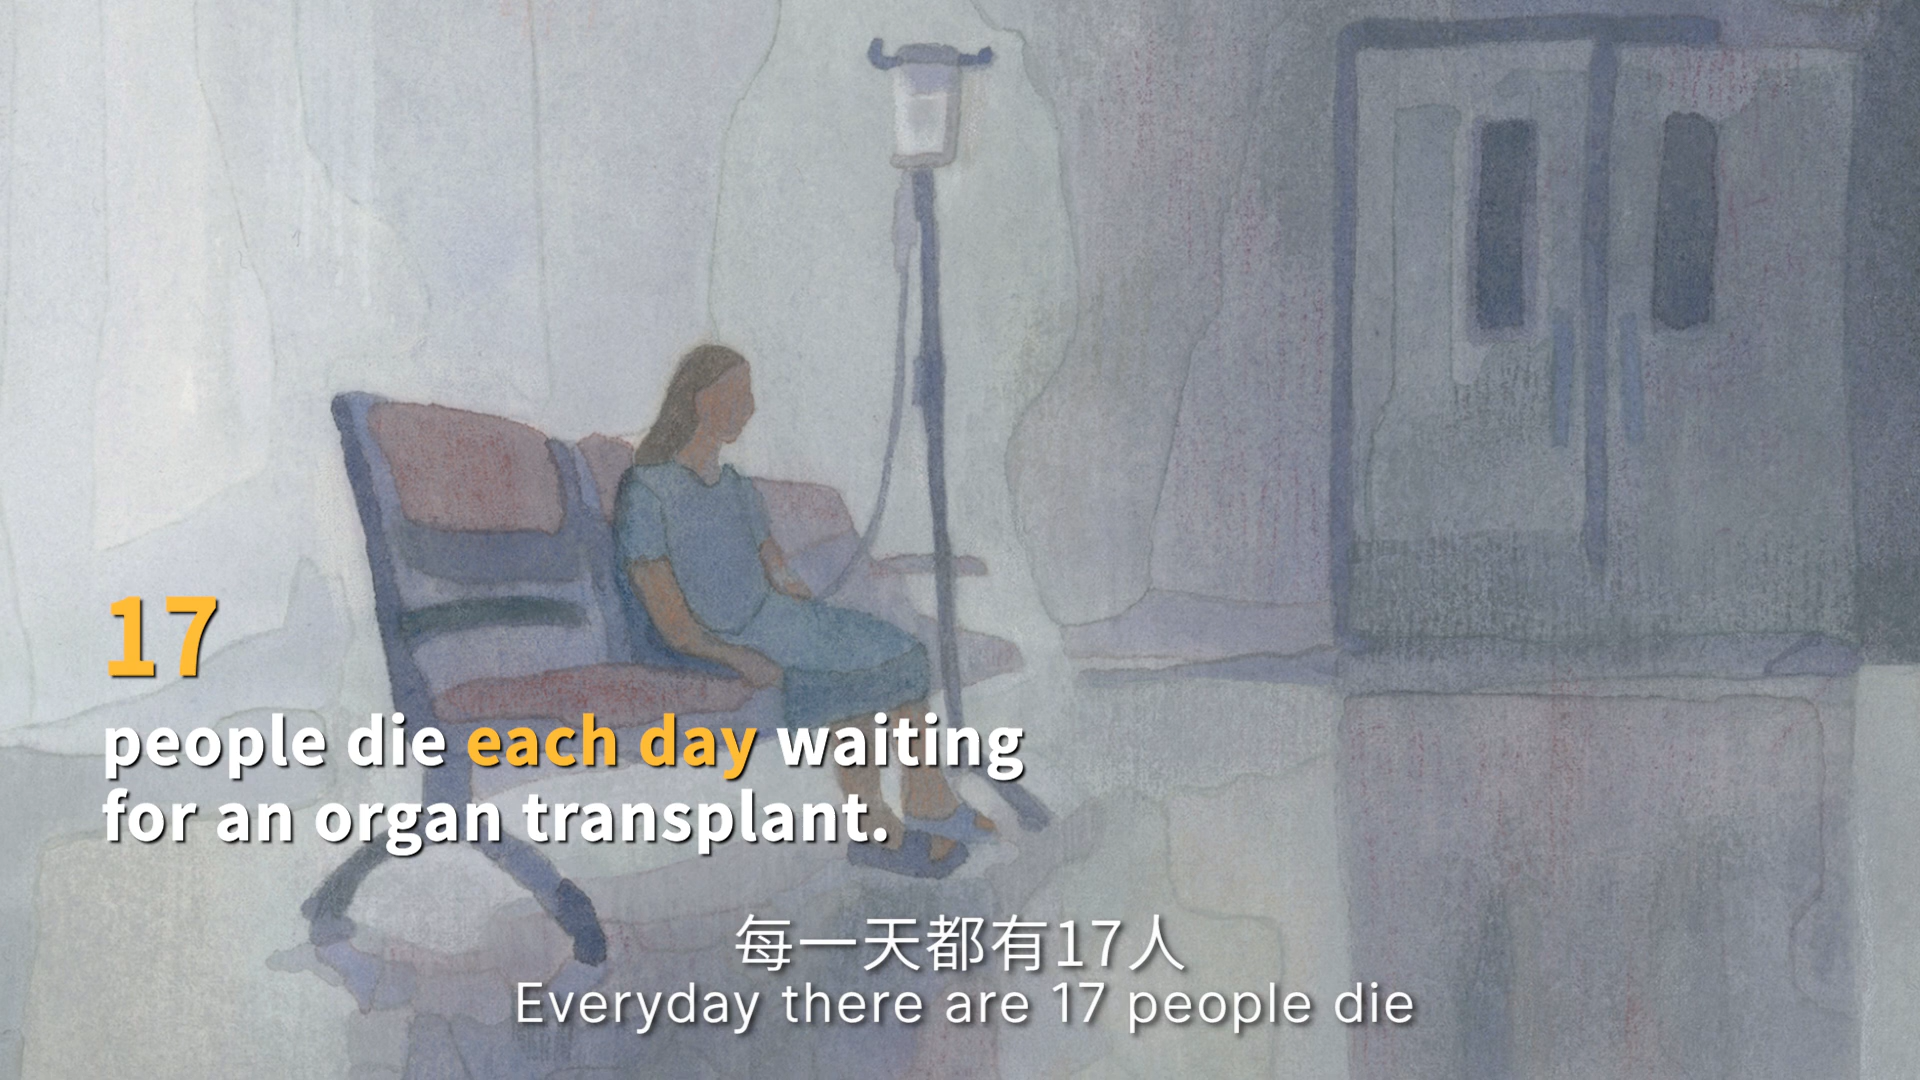 17
people die each day waiting
for an organ transplant.
每一天都有17人
Everyday there are 17 people die